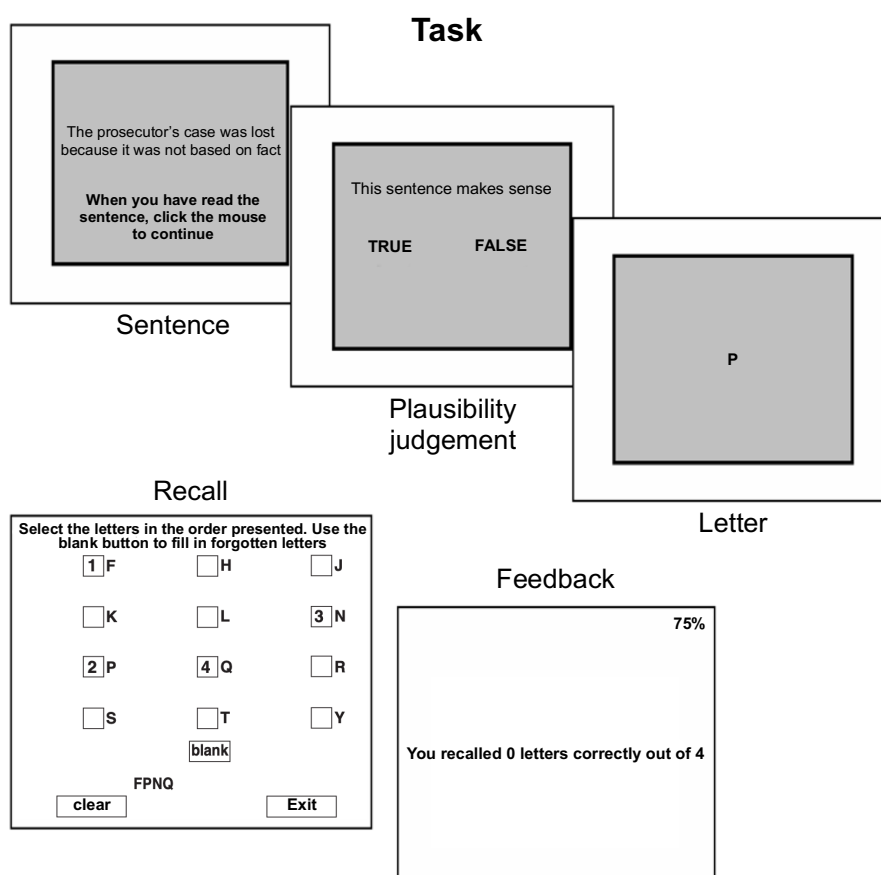 Task
The prosecutor's case was lost
because it was not based on fact
When you have read the
sentence, click the mouse
to continue
Sentence
This sentence makes sense
TRUE FALSE
Plausibility
judgement
P
Letter
Recall
Select the letters in the order presented. Use the
blank button to fill in forgotten letters
1 F H J
K L 3 N
2 P 4 Q R
S T Y
blank
FPNQ
clear Exit
Feedback
75%
You recalled 0 letters correctly out of 4